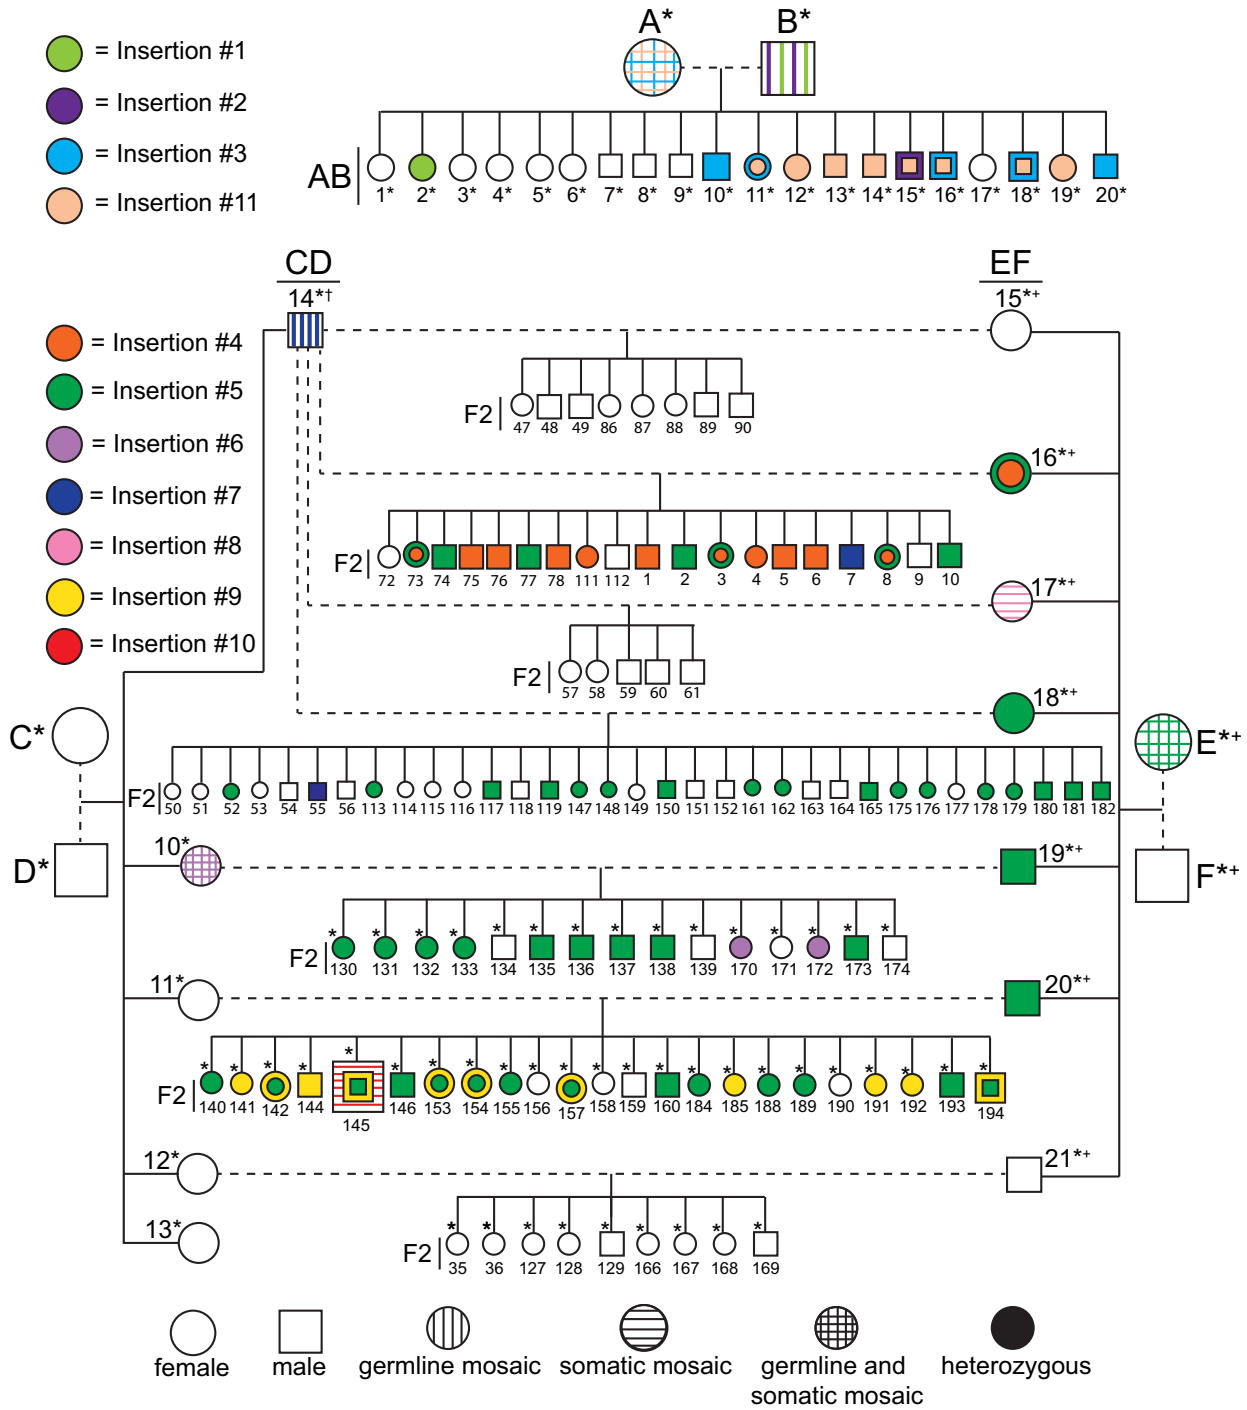 A* B*
= Insertion #1
= Insertion #2
= Insertion #3
= Insertion #11
AB
1* 2* 3* 4* 5* 6* 7* 8* 9* 10* 11* 12* 13* 14* 15* 16* 17* 18* 19* 20*
CD EF
14*† 15*+
= Insertion #4
= Insertion #5
= Insertion #6
= Insertion #7
= Insertion #8
= Insertion #9
= Insertion #10
F2
47 48 49 86 87 88 89 90
16*+
F2
72 73 74 75 76 77 78 111 112 1 2 3 4 5 6 7 8 9 10
17*+
F2
57 58 59 60 61
18*+
C* E*+
F2
50 51 52 53 54 55 56 113 114 115 116 117 118 119 147 148 149 150 151 152 161 162 163 164 165 175 176 177 178 179 180 181 182
D* 10* 19*+ F*+
* * * * * * * * * * * * * * *
F2
130 131 132 133 134 135 136 137 138 139 170 171 172 173 174
11* 20*+
* * * * * * * * * * * * * * * * * * * * * * *
F2
140 141 142 144 145 146 153 154 155 156 157 158 159 160 184 185 188 189 190 191 192 193 194
12* 21*+
13*
* * * * * * * * *
F2
35 36 127 128 129 166 167 168 169
female male germline mosaic somatic mosaic germline and heterozygous
somatic mosaic